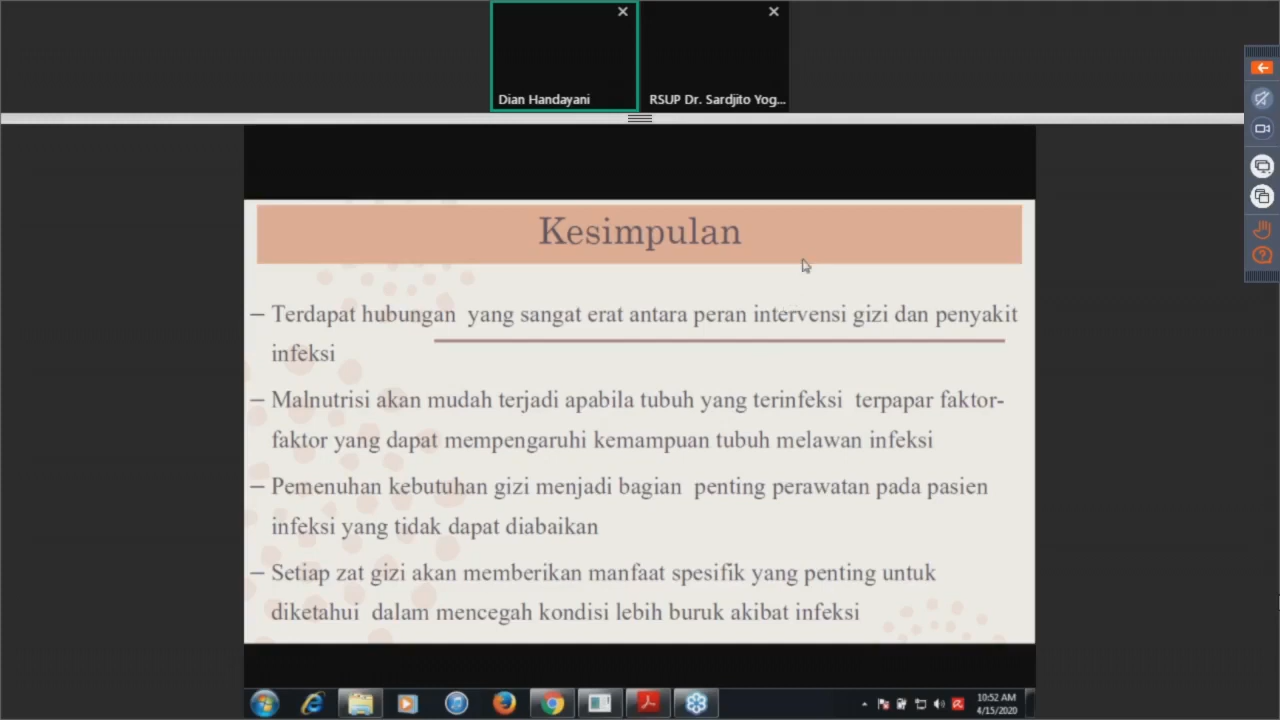 Dian Handayani
RSUP Dr. Sardjito Yog...
Kesimpulan
– Terdapat hubungan yang sangat erat antara peran intervensi gizi dan penyakit
infeksi
– Malnutrisi akan mudah terjadi apabila tubuh yang terinfeksi terpapar faktor-
faktor yang dapat mempengaruhi kemampuan tubuh melawan infeksi
– Pemenuhan kebutuhan gizi menjadi bagian penting perawatan pada pasien
infeksi yang tidak dapat diabaikan
– Setiap zat gizi akan memberikan manfaat spesifik yang penting untuk
diketahui dalam mencegah kondisi lebih buruk akibat infeksi
10:52 AM
4/15/2020